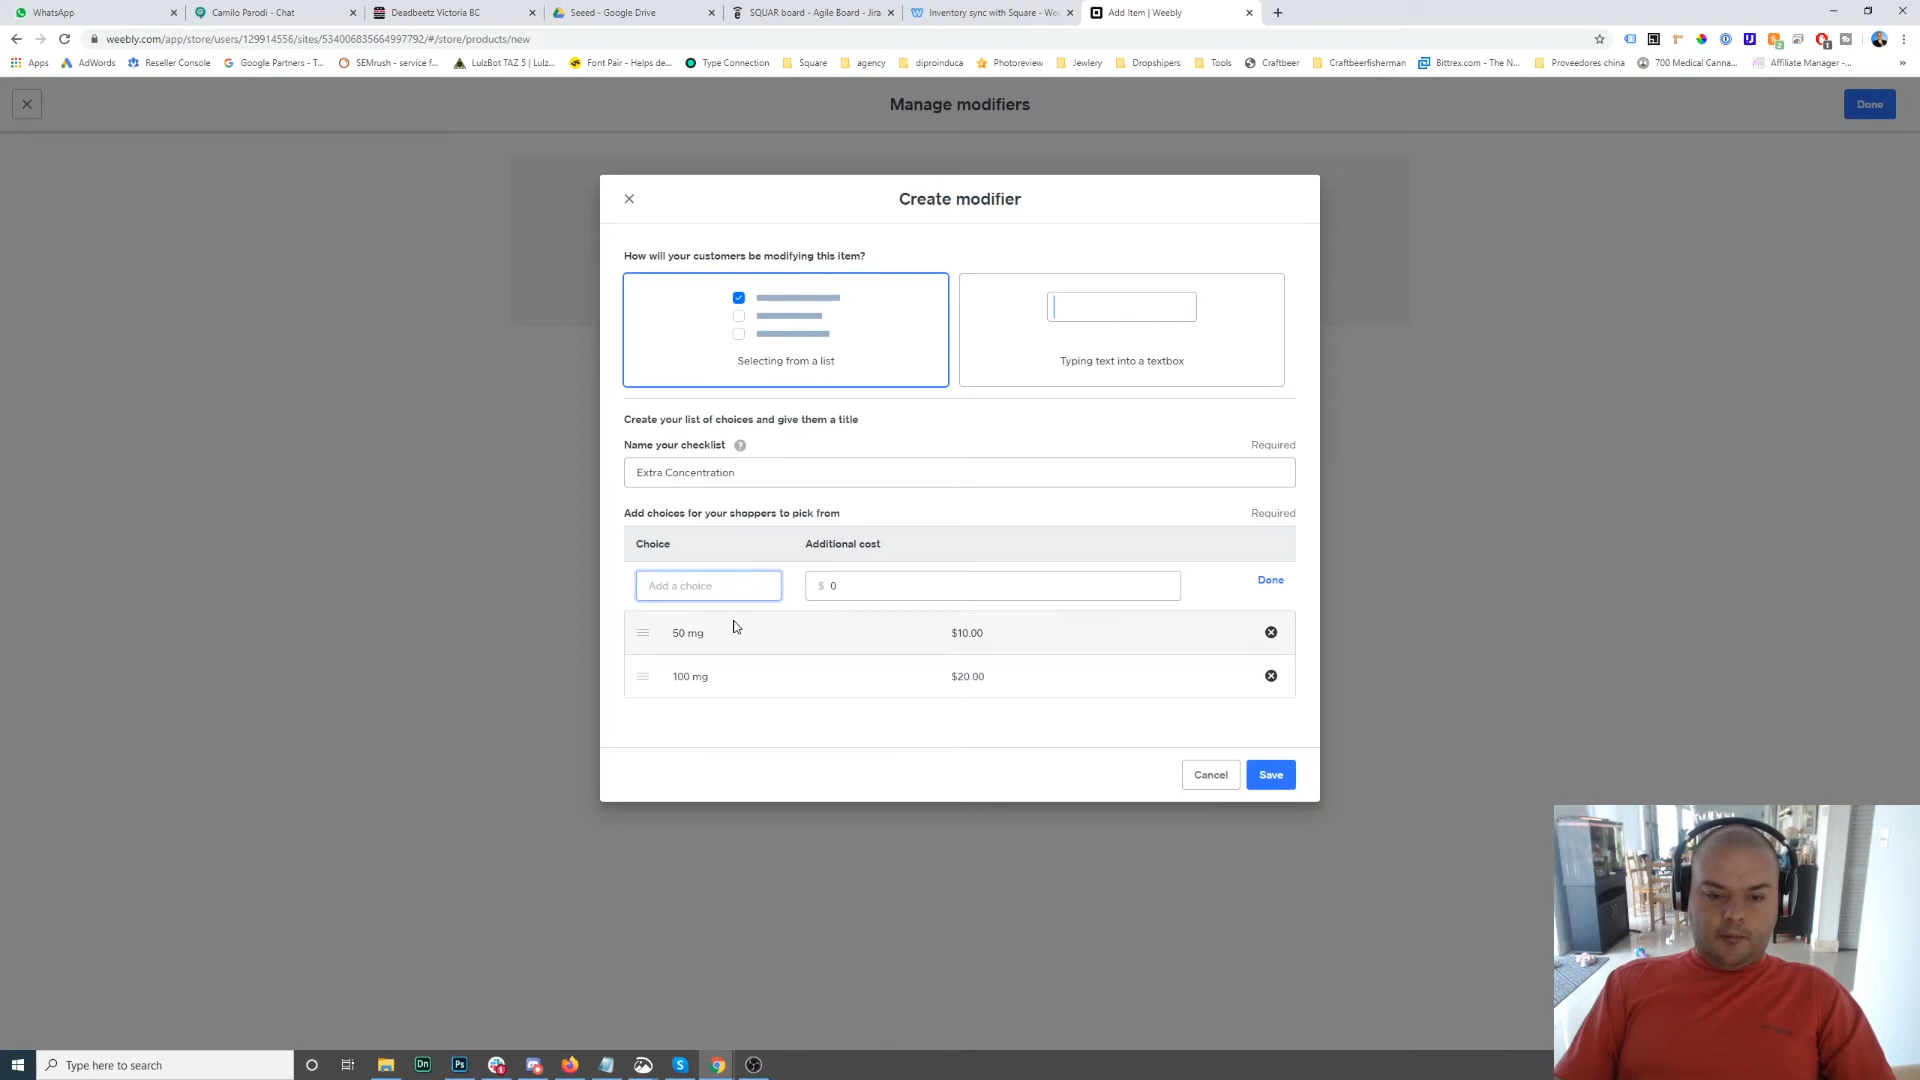 WhatsApp
Camilo Parodi - Chat
Deadbeetz Victoria BC
Seeed - Google Drive
SQUAR board - Agile Board - Jira
Inventory sync with Square - We
Add Item | Weebly
weebly.com/app/store/users/129914556/sites/534006835664997792/#/store/products/new
Apps
AdWords
Reseller Console
Google Partners - T...
SEMrush - service f...
LulzBot TAZ 5 | Lulz...
Font Pair - Helps de...
Type Connection
Square
agency
diproinduca
Photoreview
Jewlery
Dropshipers
Tools
Craftbeer
Craftbeerfisherman
Bittrex.com - The N...
Proveedores china
700 Medical Canna...
Affiliate Manager -...
Manage modifiers
Done
Create modifier
How will your customers be modifying this item?
Selecting from a list
Typing text into a textbox
Create your list of choices and give them a title
Name your checklist ?
Required
Extra Concentration
Add choices for your shoppers to pick from
Required
Choice
Additional cost
Add a choice
$ 0
Done
50 mg
$10.00
100 mg
$20.00
Cancel
Save
Type here to search